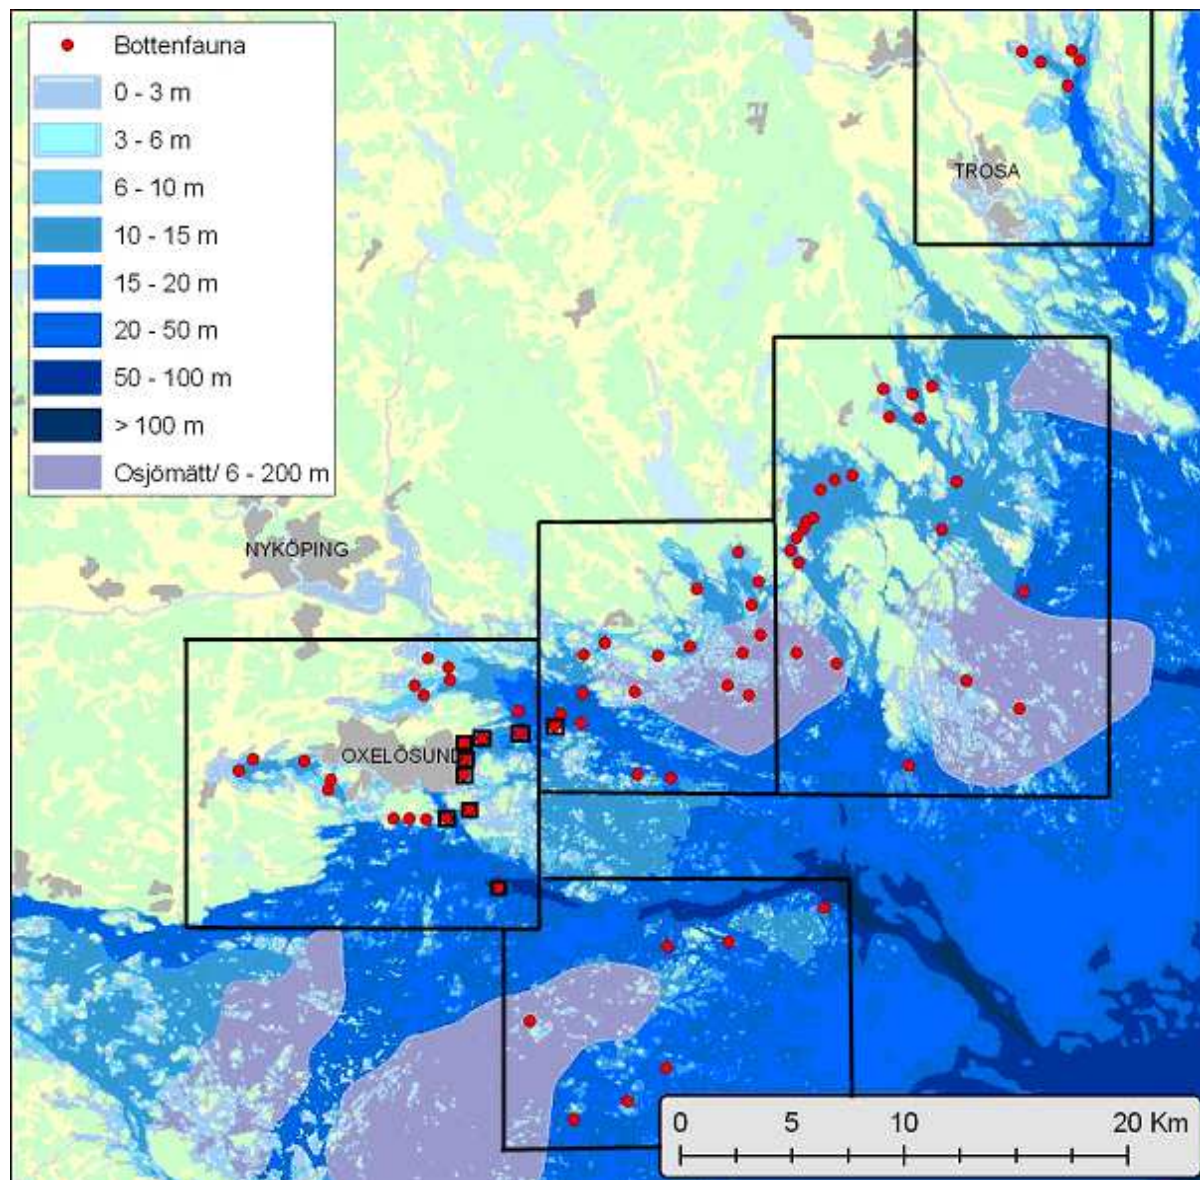 Bottenfauna
0 - 3 m
3 - 6 m
6 - 10 m
10 - 15 m
15 - 20 m
20 - 50 m
50 - 100 m
> 100 m
Osjömätt/ 6 - 200 m
TROSA
NYKÖPING
OXELÖSUND
0 5 10 20 Km